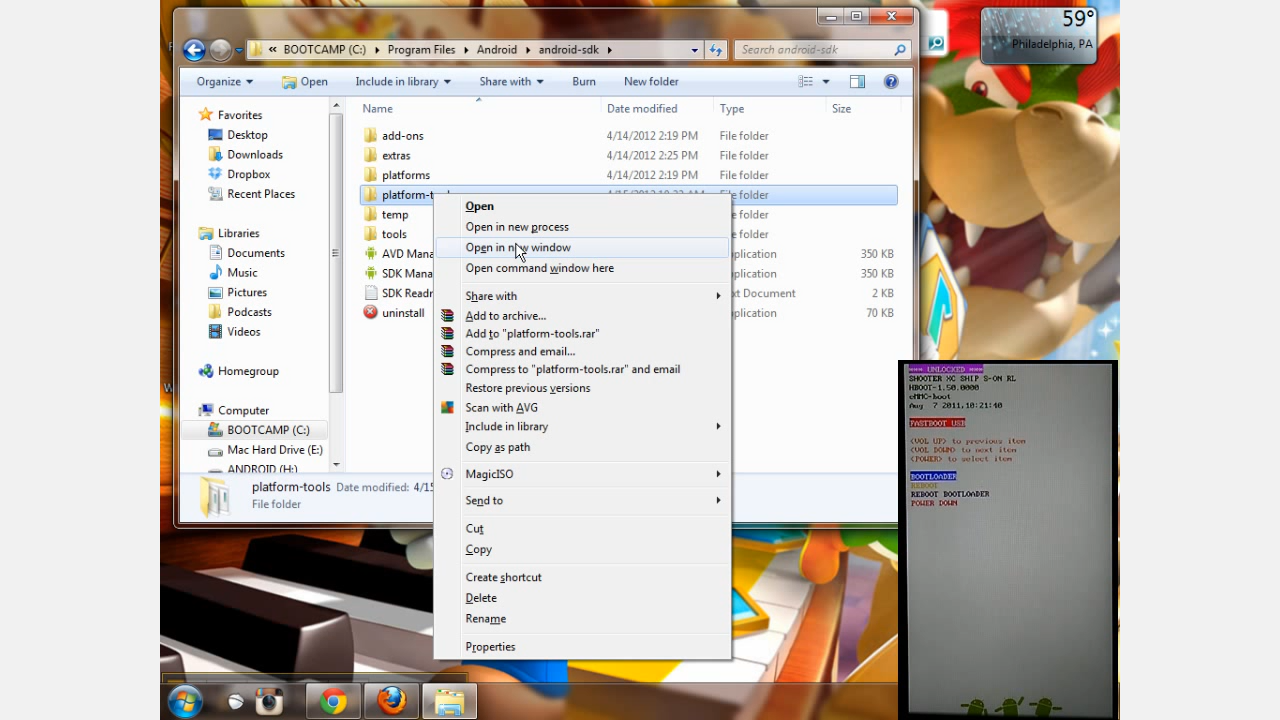 59°
Philadelphia, PA
« BOOTCAMP (C:) Program Files Android android-sdk
Search android-sdk
Organize Open Include in library Share with Burn New folder
Name Date modified Type Size
Favorites
Desktop
Downloads
Dropbox
Recent Places
Libraries
Documents
Music
Pictures
Podcasts
Videos
Homegroup
Computer
BOOTCAMP (C:)
Mac Hard Drive (E:)
ANDROID (H:)
add-ons 4/14/2012 2:19 PM File folder
extras 4/14/2012 2:25 PM File folder
platforms 4/14/2012 2:19 PM File folder
platform-t File folder
temp File folder
tools File folder
AVD Mana pplication 350 KB
SDK Mana pplication 350 KB
SDK Readr xt Document 2 KB
uninstall pplication 70 KB
Open
Open in new process
Open in new window
Open command window here
Share with
Add to archive...
Add to "platform-tools.rar"
Compress and email...
Compress to "platform-tools.rar" and email
Restore previous versions
Scan with AVG
Include in library
Copy as path
MagicISO
Send to
Cut
Copy
Create shortcut
Delete
Rename
Properties
platform-tools Date modified: 4/15
File folder
*** UNLOCKED ***
SHOOTER XC SHIP S-ON RL
HBOOT-1.50.0000
eMMC-boot
Aug 7 2011,10:21:40
FASTBOOT USB
<VOL UP> to previous item
<VOL DOWN> to next item
<POWER> to select item
BOOTLOADER
REBOOT
REBOOT BOOTLOADER
POWER DOWN